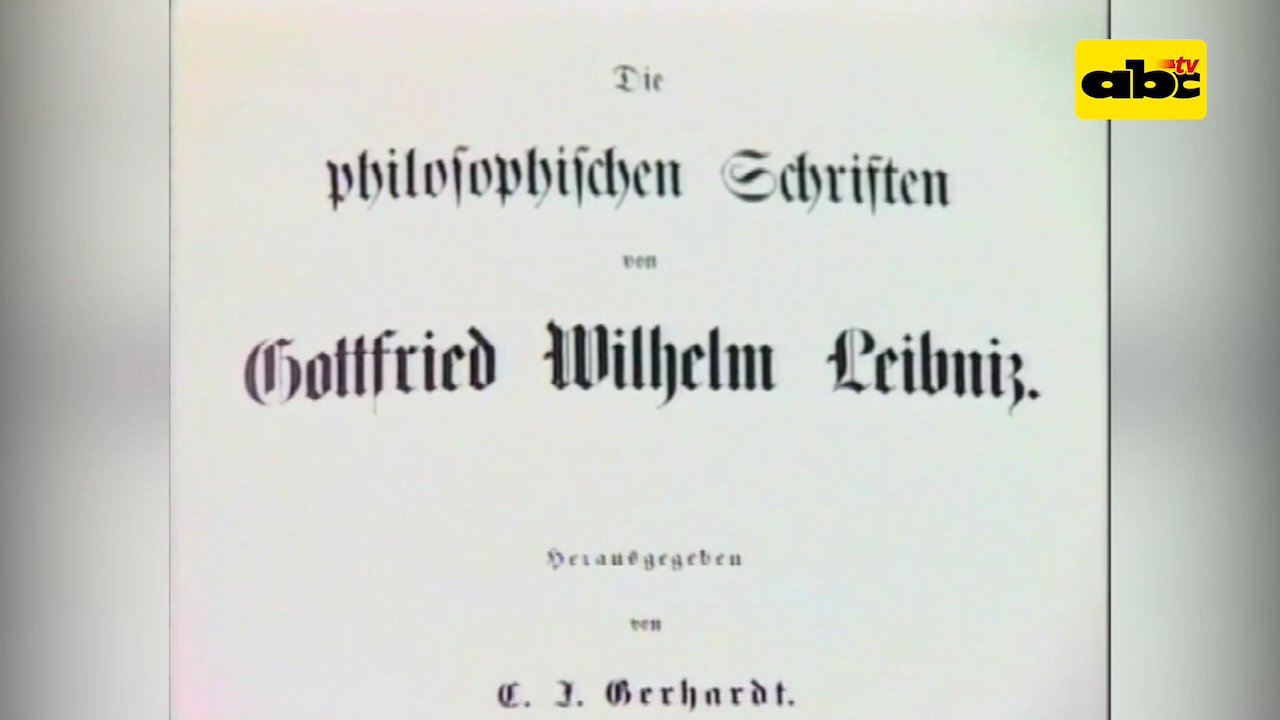 Die
philosophischen Schriften
von
Gottfried Wilhelm Leibniz.
Herausgegeben
von
C. J. Gerhardt.
abc tv